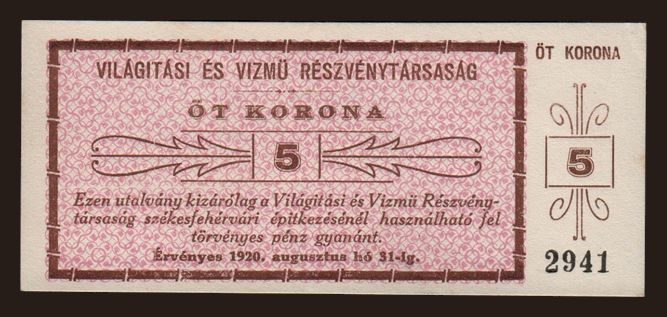 VILÁGITÁSI ÉS VIZMÜ RÉSZVÉNYTÁRSASÁG
ÖT KORONA
5
Ezen utalvány kizárólag a Világitási és Vizmü Részvény-
társaság székesfehérvári épitkezésénél használható fel
törvényes pénz gyanánt.
Érvényes 1920. augusztus hó 31-ig.
ÖT KORONA
5
2941